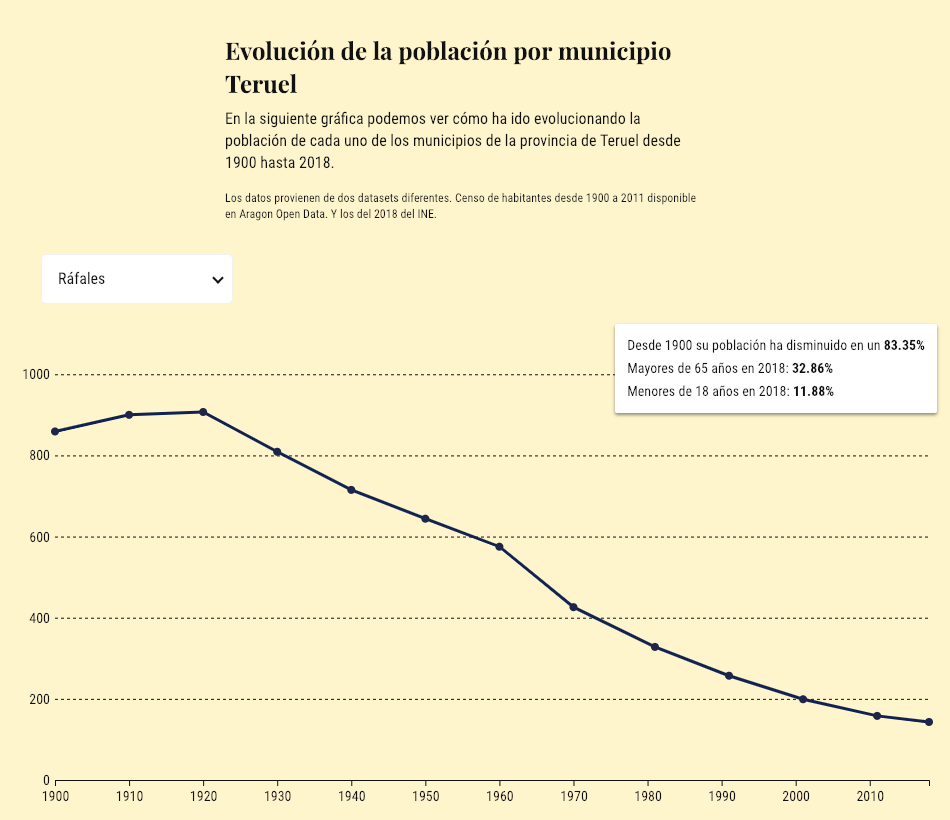 Evolución de la población por municipio
Teruel
En la siguiente gráfica podemos ver cómo ha ido evolucionando la
población de cada uno de los municipios de la provincia de Teruel desde
1900 hasta 2018.
Los datos provienen de dos datasets diferentes. Censo de habitantes desde 1900 a 2011 disponible
en Aragon Open Data. Y los del 2018 del INE.
Ráfales
Desde 1900 su población ha disminuido en un 83.35%
Mayores de 65 años en 2018: 32.86%
Menores de 18 años en 2018: 11.88%
1000
800
600
400
200
0
1900 1910 1920 1930 1940 1950 1960 1970 1980 1990 2000 2010